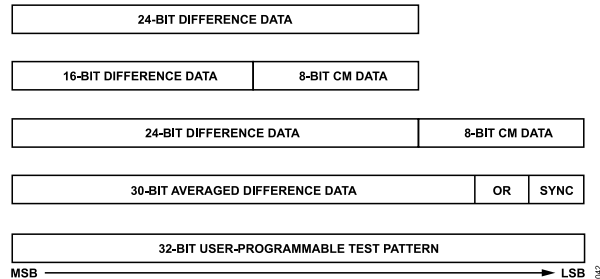 24-BIT DIFFERENCE DATA
16-BIT DIFFERENCE DATA 8-BIT CM DATA
24-BIT DIFFERENCE DATA 8-BIT CM DATA
30-BIT AVERAGED DIFFERENCE DATA OR SYNC
32-BIT USER-PROGRAMMABLE TEST PATTERN
MSB LSB
042